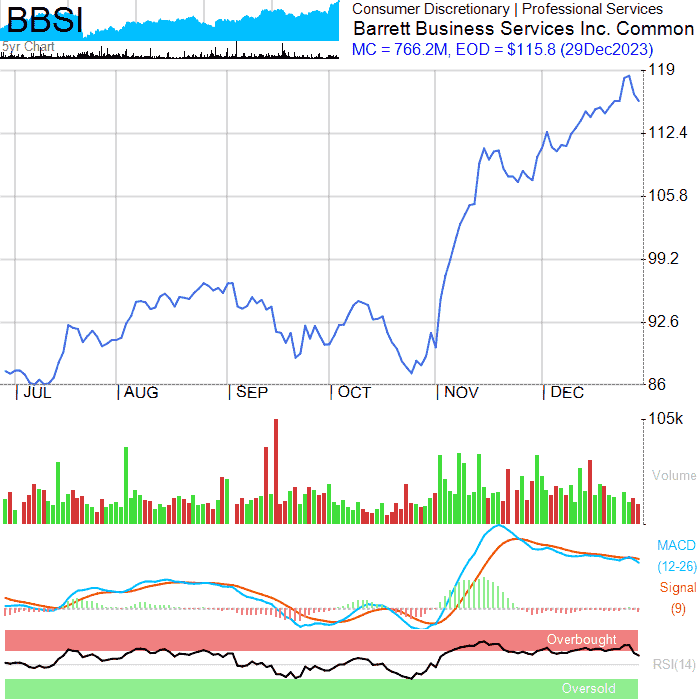 BBSI
5yr Chart
Consumer Discretionary | Professional Services
Barrett Business Services Inc. Common
MC = 766.2M, EOD = $115.8 (29Dec2023)
119
112.4
105.8
99.2
92.6
86
JUL AUG SEP OCT NOV DEC
105k
Volume
MACD
(12-26)
Signal
(9)
Overbought
RSI(14)
Oversold